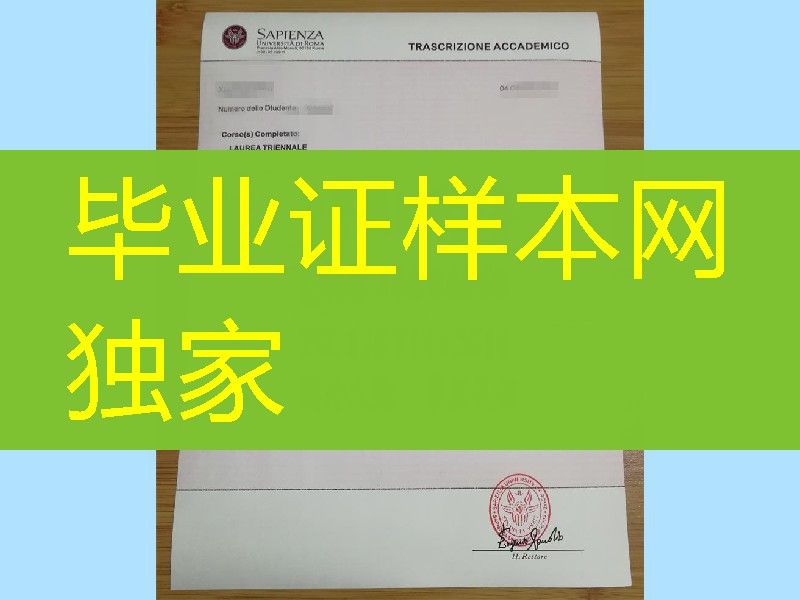 SAPIENZA
UNIVERSITÀ DI ROMA
TRASCRIZIONE ACCADEMICO
Numero dello Studente:
Corso(s) Completato:
LAUREA TRIENNALE
毕业证样本网
独家
Il Rettore